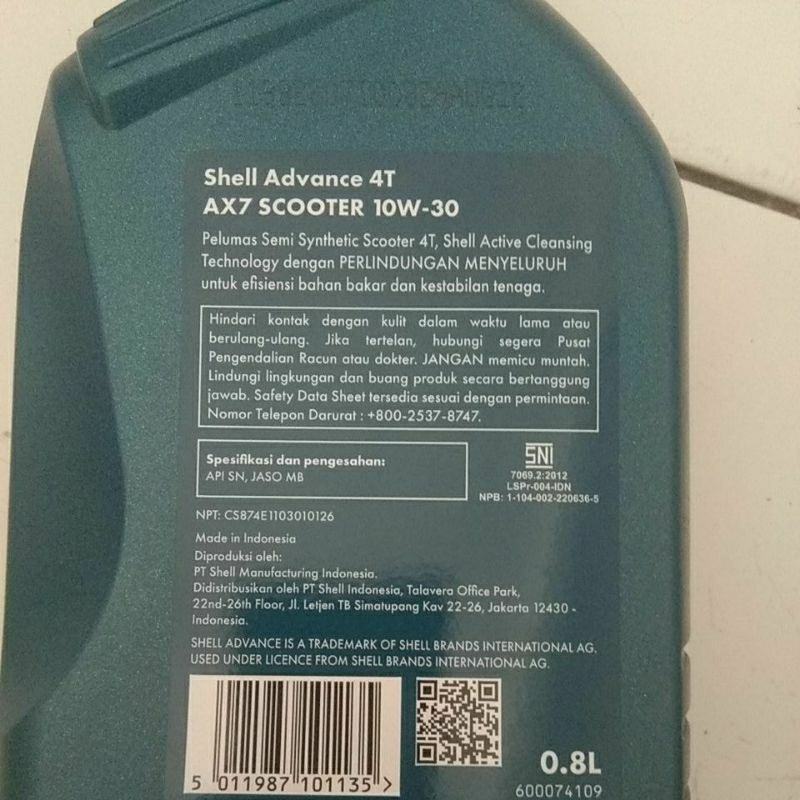 Shell Advance 4T
AX7 SCOOTER 10W-30
Pelumas Semi Synthetic Scooter 4T, Shell Active Cleansing
Technology dengan PERLINDUNGAN MENYELURUH
untuk efisiensi bahan bakar dan kestabilan tenaga.
Hindari kontak dengan kulit dalam waktu lama atau
berulang-ulang. Jika tertelan, hubungi segera Pusat
Pengendalian Racun atau dokter. JANGAN memicu muntah.
Lindungi lingkungan dan buang produk secara bertanggung
jawab. Safety Data Sheet tersedia sesuai dengan permintaan.
Nomor Telepon Darurat : +800-2537-8747.
Spesifikasi dan pengesahan:
API SN, JASO MB
SNI
7069.2:2012
LSPr-004-IDN
NPB: 1-104-002-220636-5
NPT: CS874E1103010126
Made in Indonesia
Diproduksi oleh:
PT Shell Manufacturing Indonesia.
Didistribusikan oleh PT Shell Indonesia, Talavera Office Park,
22nd-26th Floor, Jl. Letjen TB Simatupang Kav 22-26, Jakarta 12430 -
Indonesia.
SHELL ADVANCE IS A TRADEMARK OF SHELL BRANDS INTERNATIONAL AG.
USED UNDER LICENCE FROM SHELL BRANDS INTERNATIONAL AG.
5 011987 101135 >
0.8L
600074109